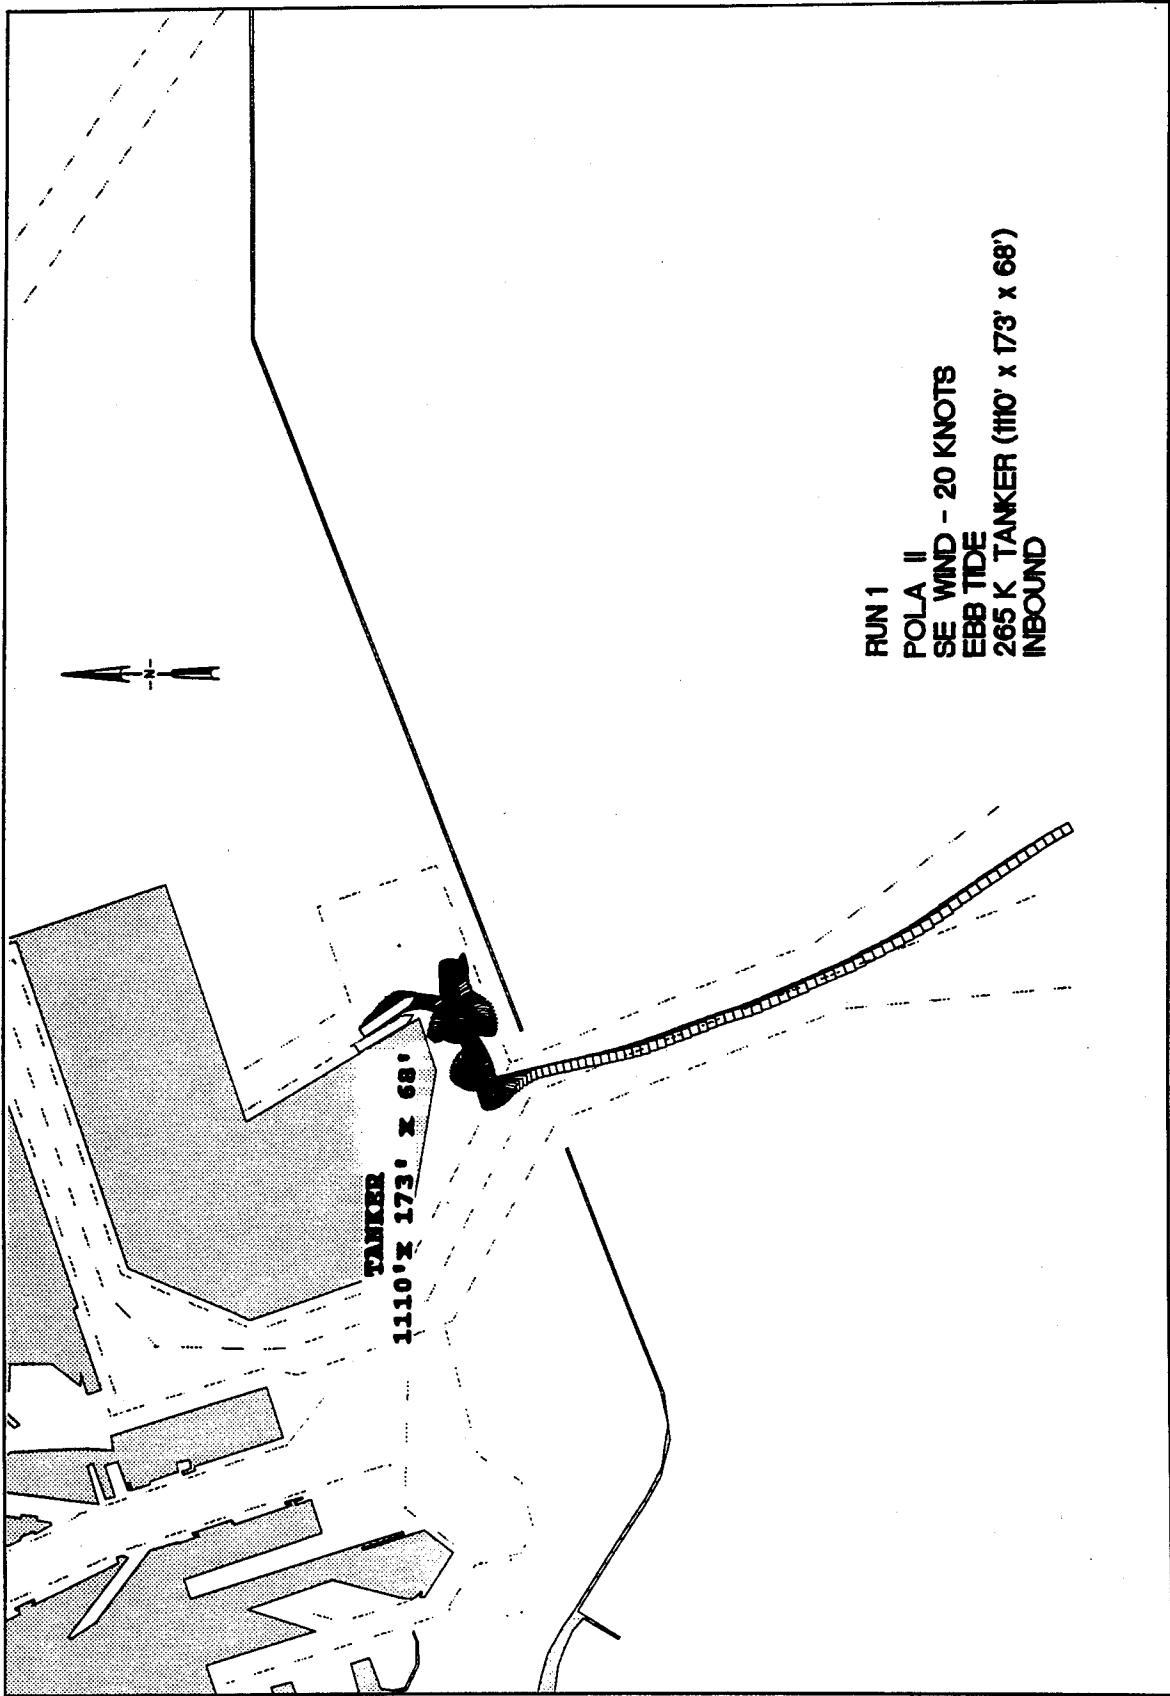 N
TANKER
1110'X 173' X 68'
RUN 1
POLA II
SE WIND - 20 KNOTS
EBB TIDE
265 K TANKER (1110' x 173' x 68')
INBOUND